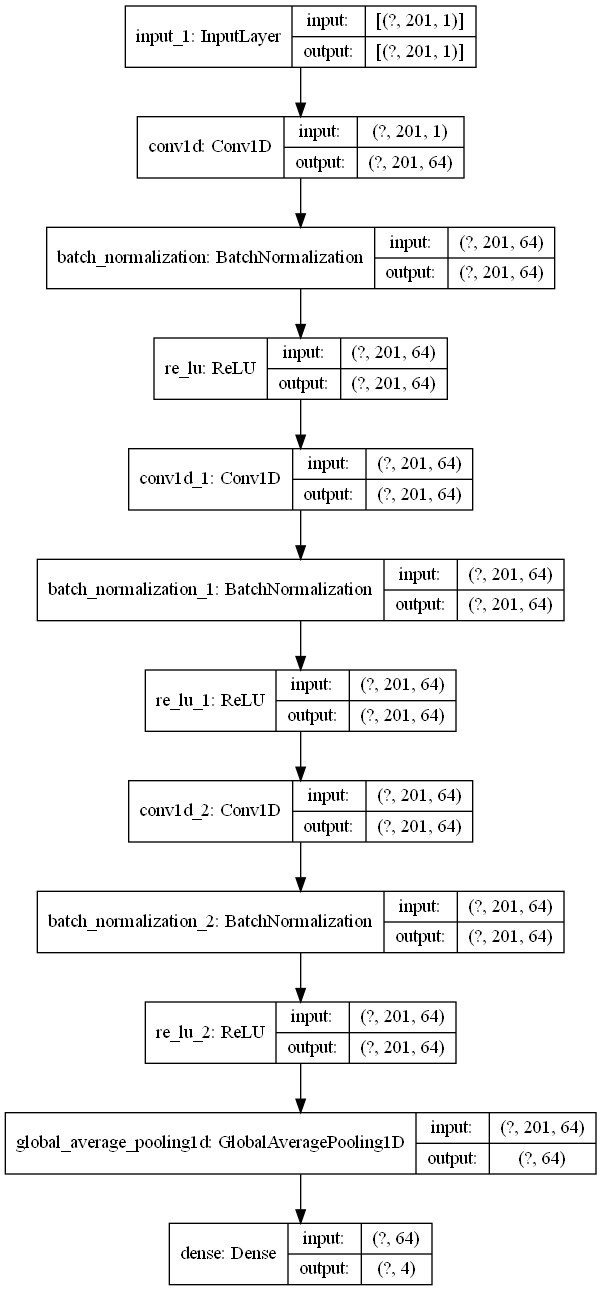 input_1: InputLayer
input:
[(?, 201, 1)]
output:
[(?, 201, 1)]
conv1d: Conv1D
input:
(?, 201, 1)
output:
(?, 201, 64)
batch_normalization: BatchNormalization
input:
(?, 201, 64)
output:
(?, 201, 64)
re_lu: ReLU
input:
(?, 201, 64)
output:
(?, 201, 64)
conv1d_1: Conv1D
input:
(?, 201, 64)
output:
(?, 201, 64)
batch_normalization_1: BatchNormalization
input:
(?, 201, 64)
output:
(?, 201, 64)
re_lu_1: ReLU
input:
(?, 201, 64)
output:
(?, 201, 64)
conv1d_2: Conv1D
input:
(?, 201, 64)
output:
(?, 201, 64)
batch_normalization_2: BatchNormalization
input:
(?, 201, 64)
output:
(?, 201, 64)
re_lu_2: ReLU
input:
(?, 201, 64)
output:
(?, 201, 64)
global_average_pooling1d: GlobalAveragePooling1D
input:
(?, 201, 64)
output:
(?, 64)
dense: Dense
input:
(?, 64)
output:
(?, 4)